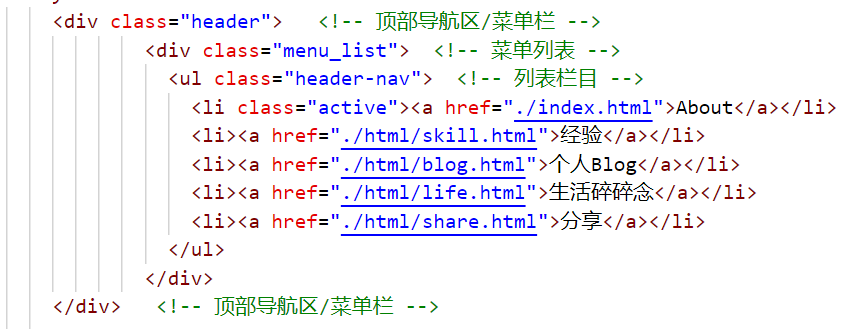 <div class="header">   <!-- 顶部导航区/菜单栏 -->
<div class="menu_list">  <!-- 菜单列表 -->
<ul class="header-nav">  <!-- 列表栏目 -->
<li class="active"><a href="./index.html">About</a></li>
<li><a href="./html/skill.html">经验</a></li>
<li><a href="./html/blog.html">个人Blog</a></li>
<li><a href="./html/life.html">生活碎碎念</a></li>
<li><a href="./html/share.html">分享</a></li>
</ul>
</div>
</div>   <!-- 顶部导航区/菜单栏 -->